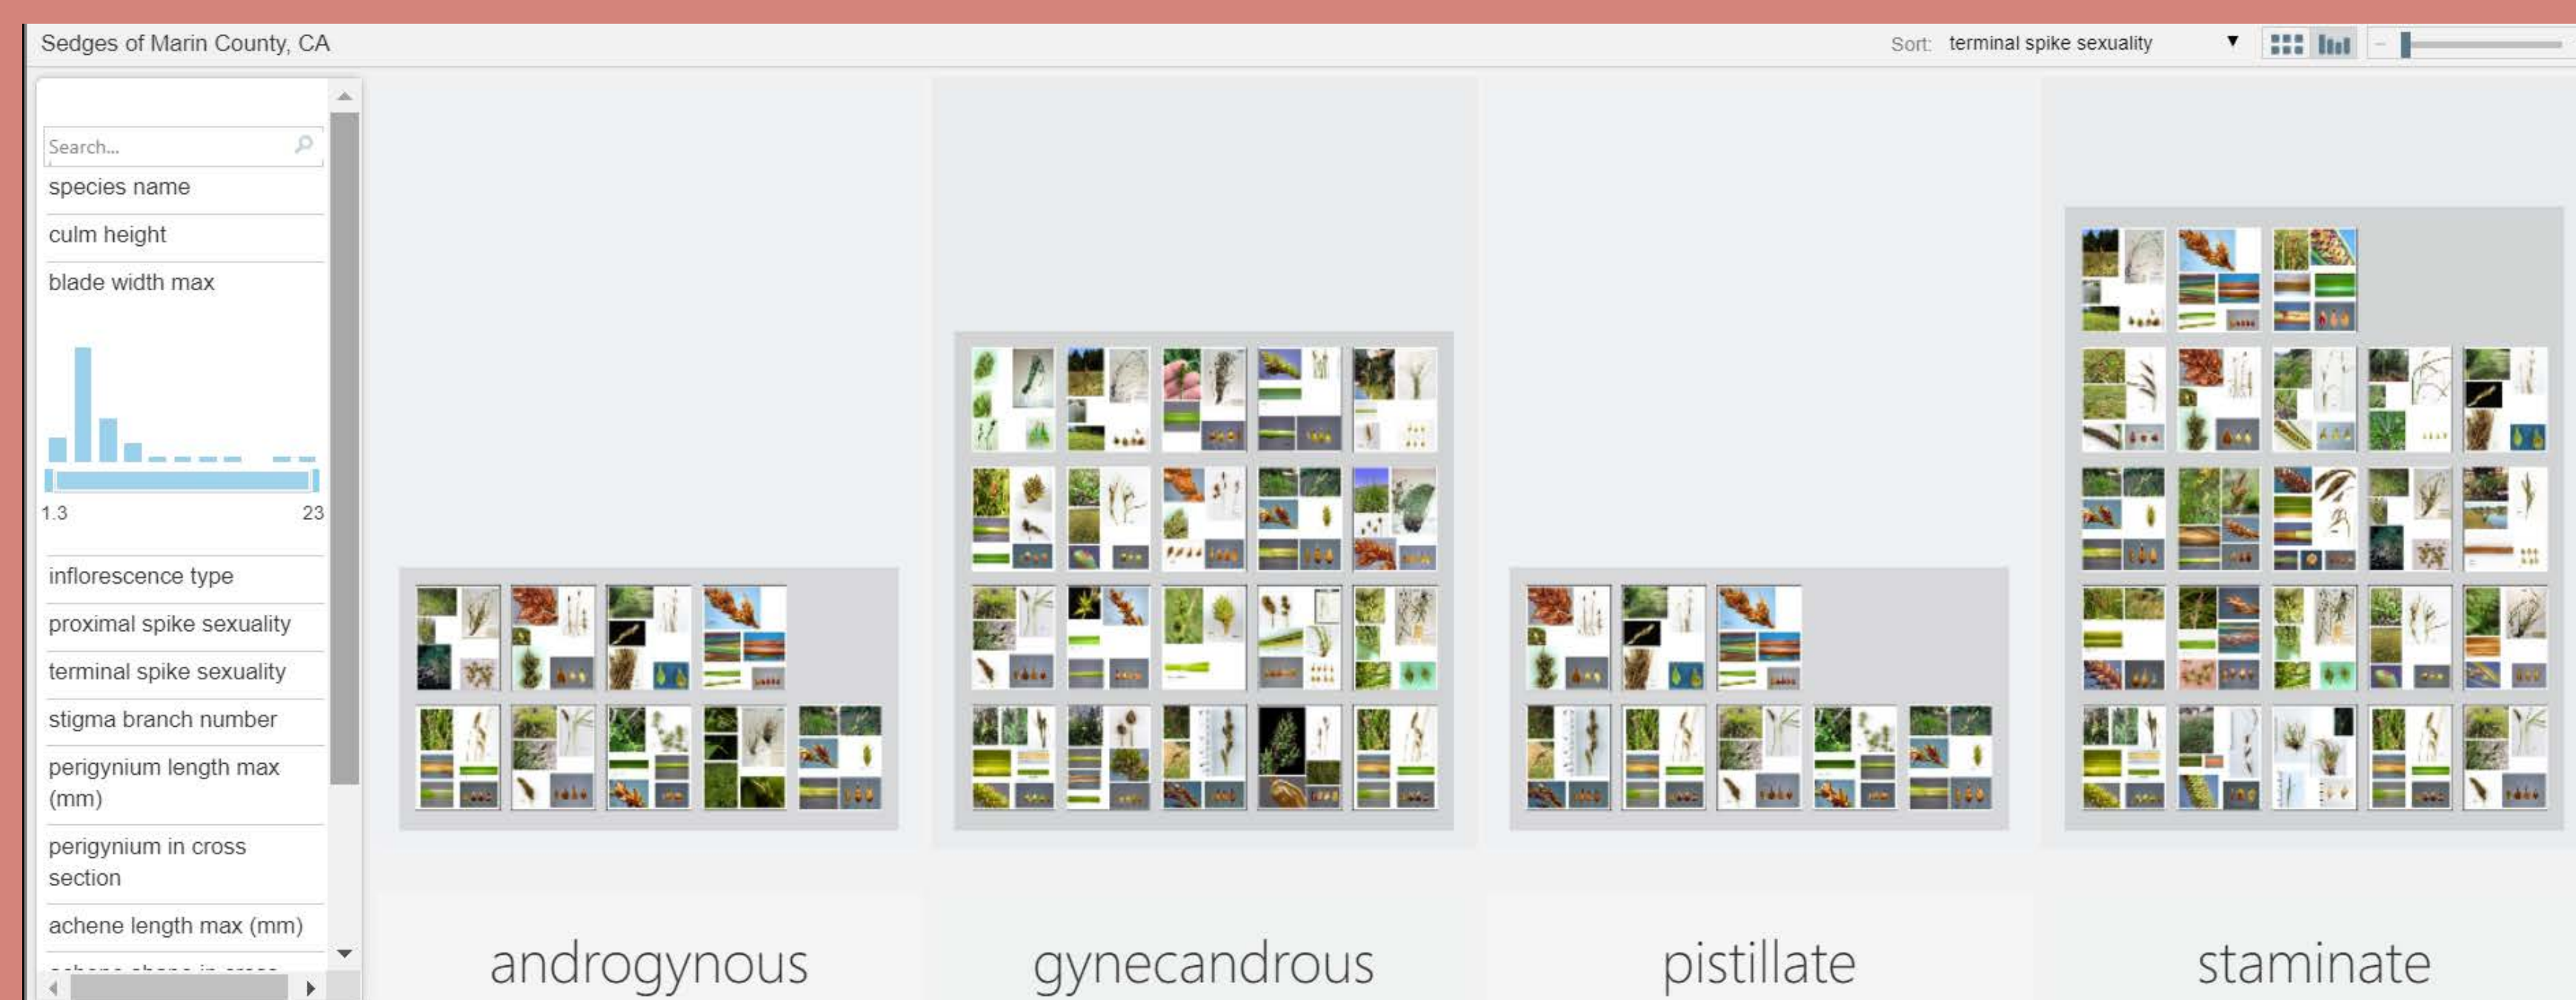 Sedges of Marin County, CA
Sort: terminal spike sexuality
Search...
species name
culm height
blade width max
1.3 23
inflorescence type
proximal spike sexuality
terminal spike sexuality
stigma branch number
perigynium length max
(mm)
perigynium in cross
section
achene length max (mm)
androgynous
gynecandrous
pistillate
staminate